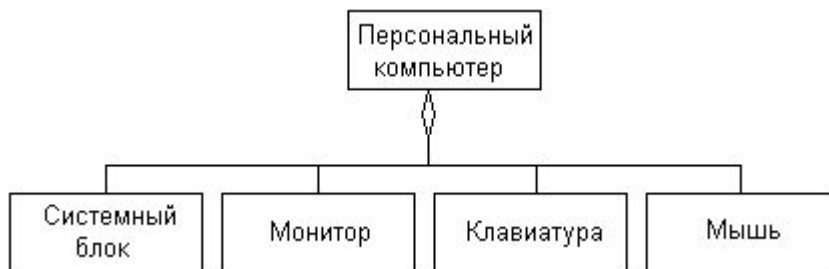 Персональный
компьютер
Системный
блок
Монитор
Клавиатура
Мышь